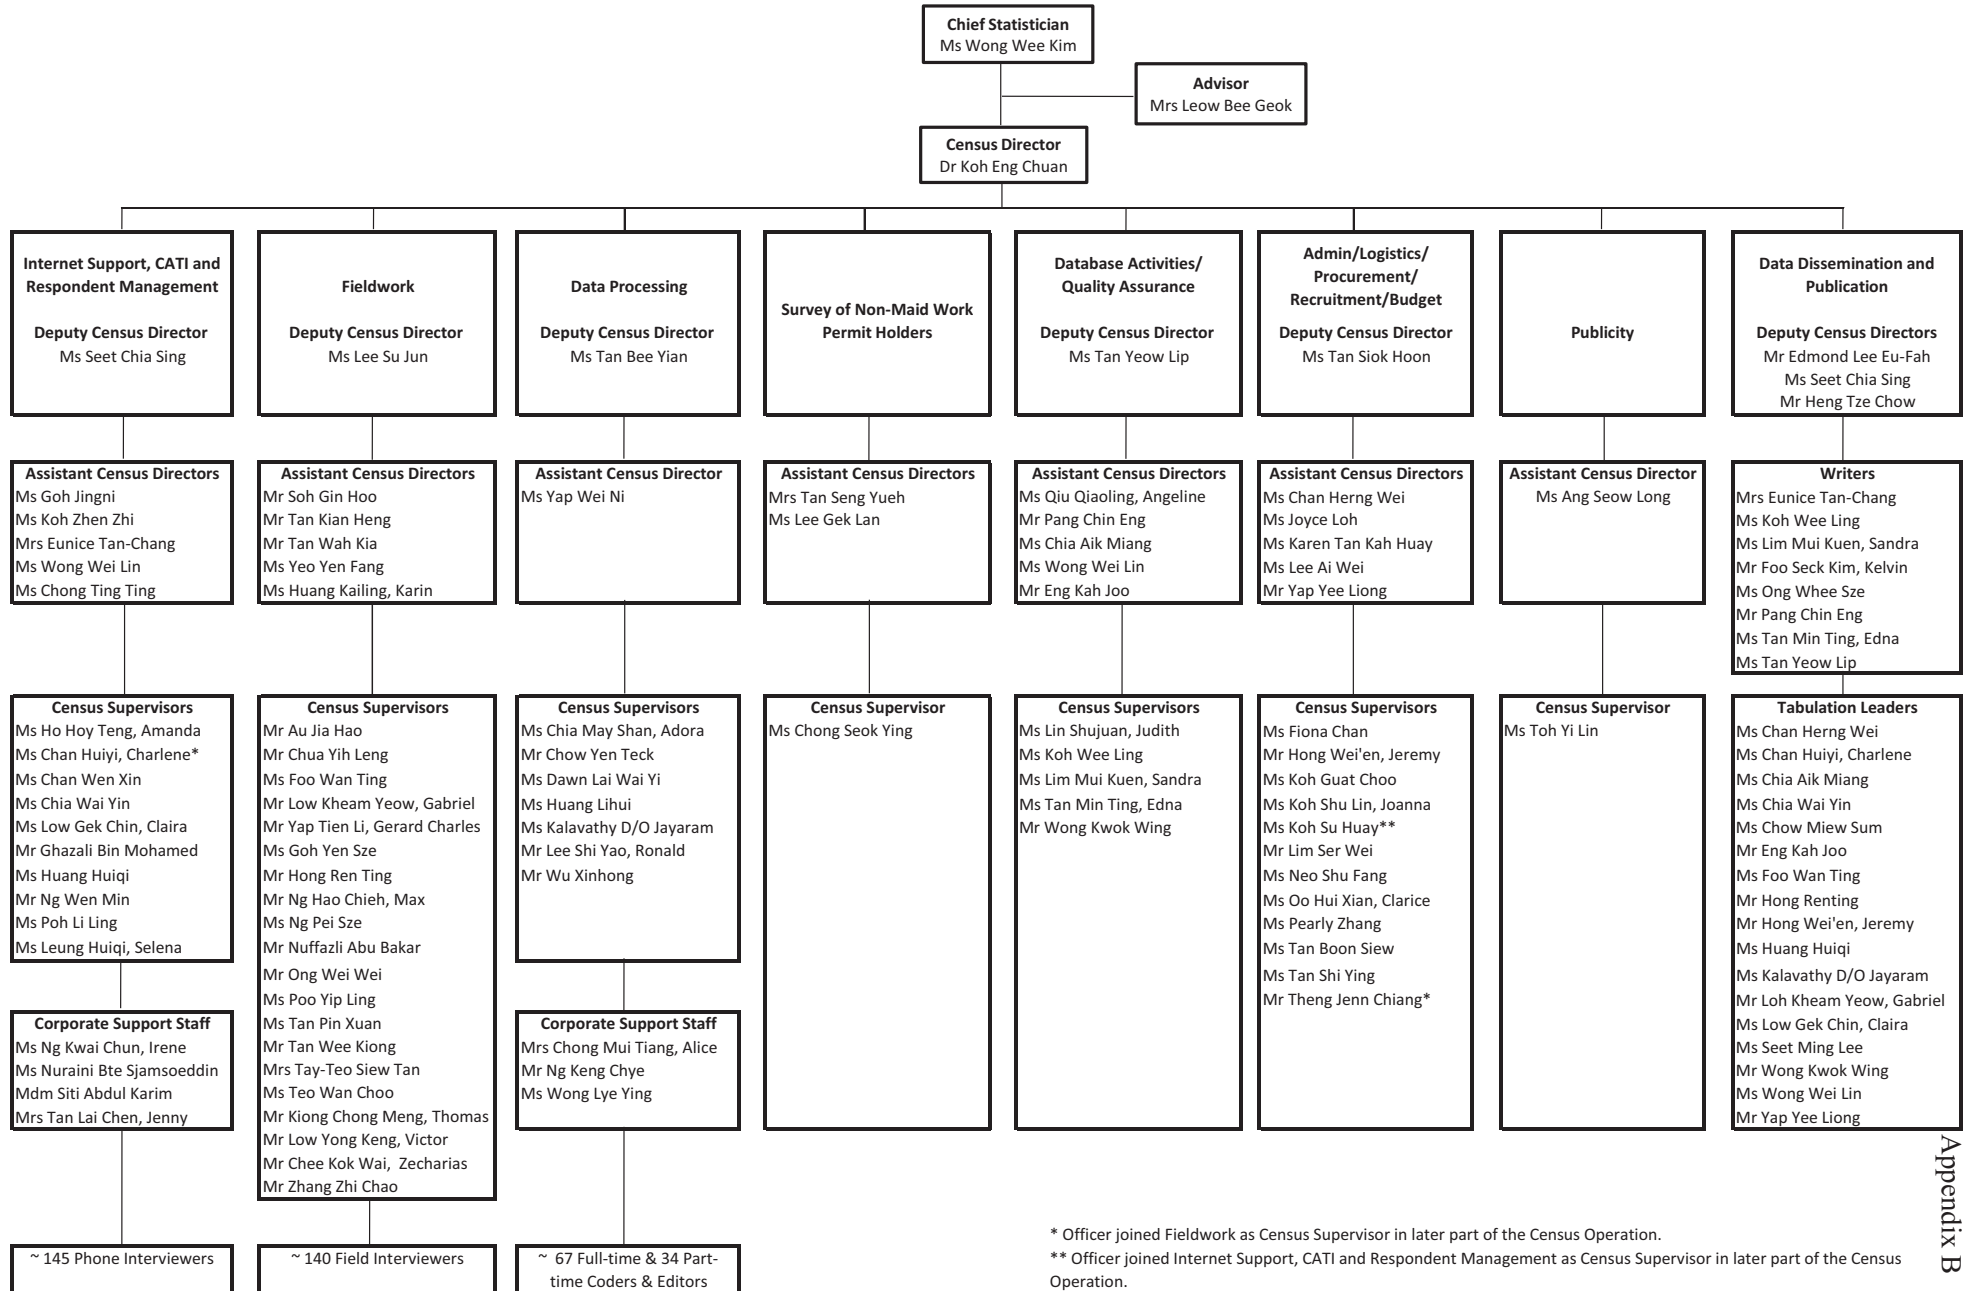 Chief Statistician
Ms Wong Wee Kim
Advisor
Mrs Leow Bee Geok
Census Director
Dr Koh Eng Chuan
Internet Support, CATI and
Respondent Management
Deputy Census Director
Ms Seet Chia Sing
Fieldwork
Deputy Census Director
Ms Lee Su Jun
Data Processing
Deputy Census Director
Ms Tan Bee Yian
Survey of Non-Maid Work
Permit Holders
Database Activities/
Quality Assurance
Deputy Census Director
Ms Tan Yeow Lip
Admin/Logistics/
Procurement/
Recruitment/Budget
Deputy Census Director
Ms Tan Siok Hoon
Publicity
Data Dissemination and
Publication
Deputy Census Directors
Mr Edmond Lee Eu-Fah
Ms Seet Chia Sing
Mr Heng Tze Chow
Assistant Census Directors
Ms Goh Jingni
Ms Koh Zhen Zhi
Mrs Eunice Tan-Chang
Ms Wong Wei Lin
Ms Chong Ting Ting
Assistant Census Directors
Mr Soh Gin Hoo
Mr Tan Kian Heng
Mr Tan Wah Kia
Ms Yeo Yen Fang
Ms Huang Kailing, Karin
Assistant Census Director
Ms Yap Wei Ni
Assistant Census Directors
Mrs Tan Seng Yueh
Ms Lee Gek Lan
Assistant Census Directors
Ms Qiu Qiaoling, Angeline
Mr Pang Chin Eng
Ms Chia Aik Miang
Ms Wong Wei Lin
Mr Eng Kah Joo
Assistant Census Directors
Ms Chan Herng Wei
Ms Joyce Loh
Ms Karen Tan Kah Huay
Ms Lee Ai Wei
Mr Yap Yee Liong
Assistant Census Director
Ms Ang Seow Long
Writers
Mrs Eunice Tan-Chang
Ms Koh Wee Ling
Ms Lim Mui Kuen, Sandra
Mr Foo Seck Kim, Kelvin
Ms Ong Whee Sze
Mr Pang Chin Eng
Ms Tan Min Ting, Edna
Ms Tan Yeow Lip
Census Supervisors
Ms Ho Hoy Teng, Amanda
Ms Chan Huiyi, Charlene*
Ms Chan Wen Xin
Ms Chia Wai Yin
Ms Low Gek Chin, Claira
Mr Ghazali Bin Mohamed
Ms Huang Huiqi
Mr Ng Wen Min
Ms Poh Li Ling
Ms Leung Huiqi, Selena
Census Supervisors
Mr Au Jia Hao
Mr Chua Yih Leng
Ms Foo Wan Ting
Mr Low Kheam Yeow, Gabriel
Mr Yap Tien Li, Gerard Charles
Ms Goh Yen Sze
Mr Hong Ren Ting
Mr Ng Hao Chieh, Max
Ms Ng Pei Sze
Mr Nuffazli Abu Bakar
Mr Ong Wei Wei
Ms Poo Yip Ling
Ms Tan Pin Xuan
Mr Tan Wee Kiong
Mrs Tay-Teo Siew Tan
Ms Teo Wan Choo
Mr Kiong Chong Meng, Thomas
Mr Low Yong Keng, Victor
Mr Chee Kok Wai, Zecharias
Mr Zhang Zhi Chao
Census Supervisors
Ms Chia May Shan, Adora
Mr Chow Yen Teck
Ms Dawn Lai Wai Yi
Ms Huang Lihui
Ms Kalavathy D/O Jayaram
Mr Lee Shi Yao, Ronald
Mr Wu Xinhong
Census Supervisor
Ms Chong Seok Ying
Census Supervisors
Ms Lin Shujuan, Judith
Ms Koh Wee Ling
Ms Lim Mui Kuen, Sandra
Ms Tan Min Ting, Edna
Mr Wong Kwok Wing
Census Supervisors
Ms Fiona Chan
Mr Hong Wei'en, Jeremy
Ms Koh Guat Choo
Ms Koh Shu Lin, Joanna
Ms Koh Su Huay**
Mr Lim Ser Wei
Ms Neo Shu Fang
Ms Oo Hui Xian, Clarice
Ms Pearly Zhang
Ms Tan Boon Siew
Ms Tan Shi Ying
Mr Theng Jenn Chiang*
Census Supervisor
Ms Toh Yi Lin
Tabulation Leaders
Ms Chan Herng Wei
Ms Chan Huiyi, Charlene
Ms Chia Aik Miang
Ms Chia Wai Yin
Ms Chow Miew Sum
Mr Eng Kah Joo
Ms Foo Wan Ting
Mr Hong Renting
Mr Hong Wei'en, Jeremy
Ms Huang Huiqi
Ms Kalavathy D/O Jayaram
Mr Loh Kheam Yeow, Gabriel
Ms Low Gek Chin, Claira
Ms Seet Ming Lee
Mr Wong Kwok Wing
Ms Wong Wei Lin
Mr Yap Yee Liong
Corporate Support Staff
Ms Ng Kwai Chun, Irene
Ms Nuraini Bte Sjamsoeddin
Mdm Siti Abdul Karim
Mrs Tan Lai Chen, Jenny
Corporate Support Staff
Mrs Chong Mui Tiang, Alice
Mr Ng Keng Chye
Ms Wong Lye Ying
~ 145 Phone Interviewers
~ 140 Field Interviewers
~ 67 Full-time & 34 Part-
time Coders & Editors
* Officer joined Fieldwork as Census Supervisor in later part of the Census Operation.
** Officer joined Internet Support, CATI and Respondent Management as Census Supervisor in later part of the Census
Operation.
Appendix B